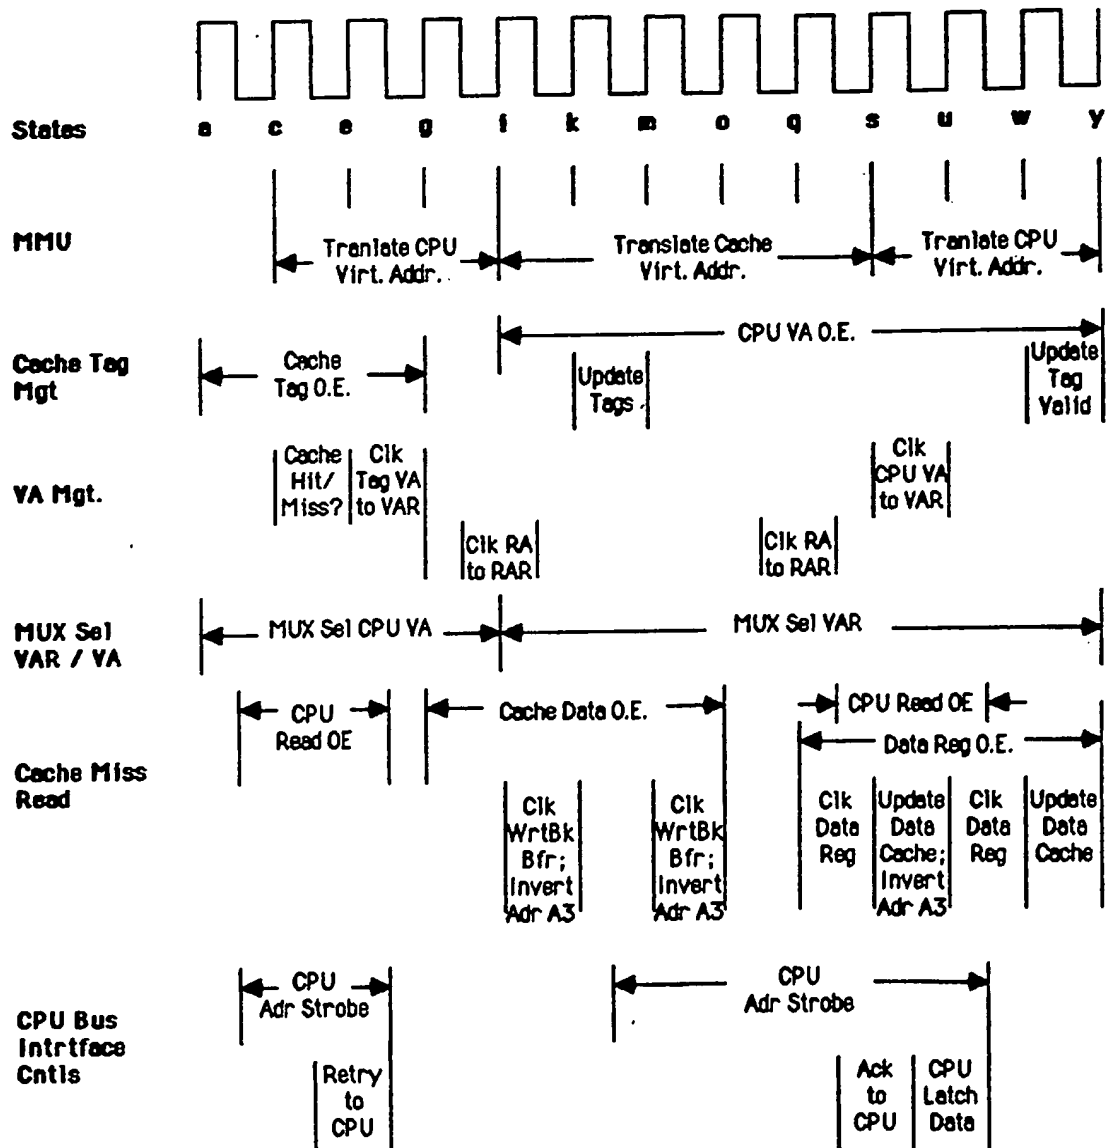 States a c e g i k m o q s u w y
MMU
Tranlate CPU
Virt. Addr.
Translate Cache
Virt. Addr.
Tranlate CPU
Virt. Addr.
Cache Tag
Mgt
Cache
Tag O.E.
CPU VA O.E.
Update
Tags
Update
Tag
Valid
VA Mgt.
Cache
Hit/
Miss?
Clk
Tag VA
to VAR
Clk RA
to RAR
Clk RA
to RAR
Clk
CPU VA
to VAR
MUX Sel
VAR / VA
MUX Sel CPU VA
MUX Sel VAR
Cache Miss
Read
CPU
Read OE
Cache Data O.E.
CPU Read OE
Data Reg O.E.
Clk
WrtBk
Bfr;
Invert
Adr A3
Clk
WrtBk
Bfr;
Invert
Adr A3
Clk
Data
Reg
Update
Data
Cache;
Invert
Adr A3
Clk
Data
Reg
Update
Data
Cache
CPU Bus
Intrtface
Cntls
CPU
Adr Strobe
CPU
Adr Strobe
Retry
to
CPU
Ack
to
CPU
CPU
Latch
Data